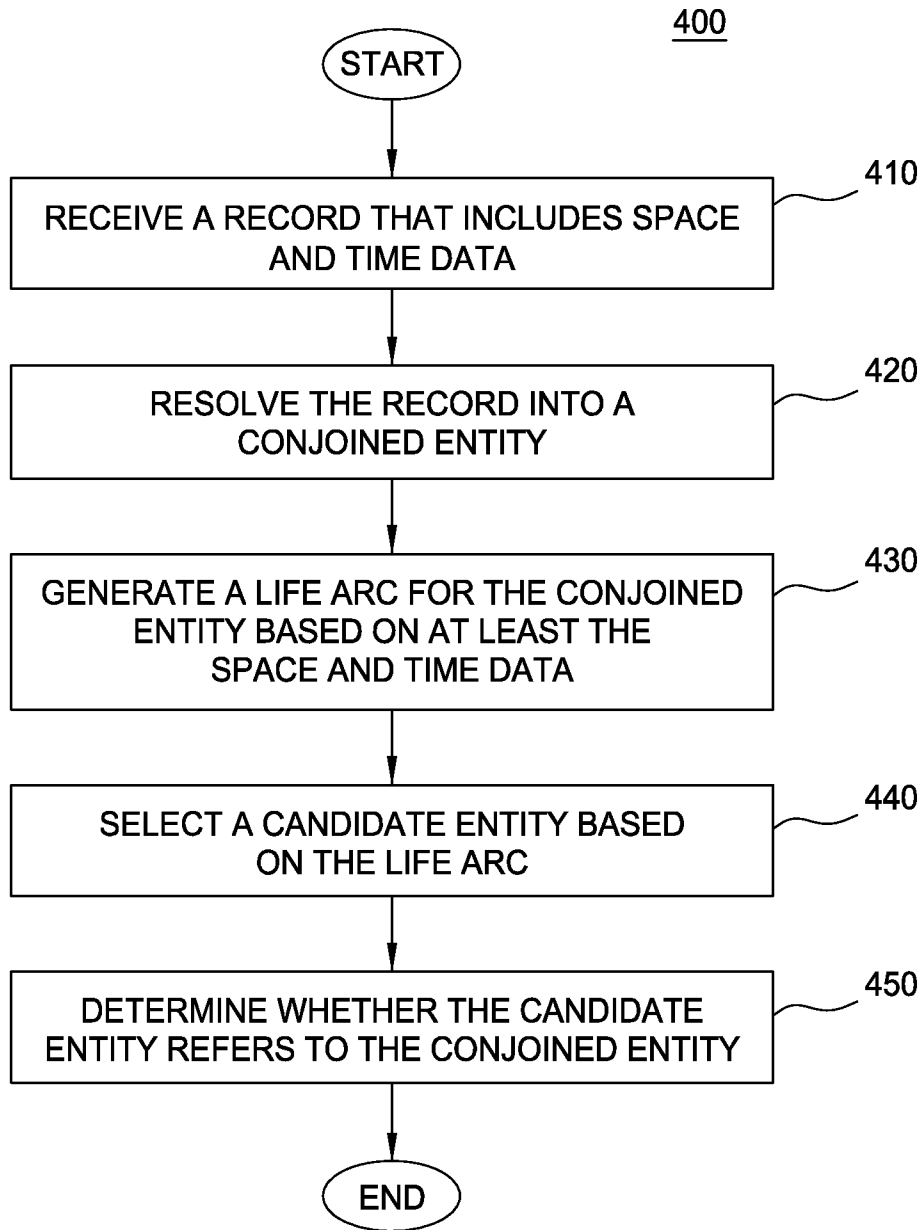 400
START
410
RECEIVE A RECORD THAT INCLUDES SPACE
AND TIME DATA
420
RESOLVE THE RECORD INTO A
CONJOINED ENTITY
430
GENERATE A LIFE ARC FOR THE CONJOINED
ENTITY BASED ON AT LEAST THE
SPACE AND TIME DATA
440
SELECT A CANDIDATE ENTITY BASED
ON THE LIFE ARC
450
DETERMINE WHETHER THE CANDIDATE
ENTITY REFERS TO THE CONJOINED ENTITY
END